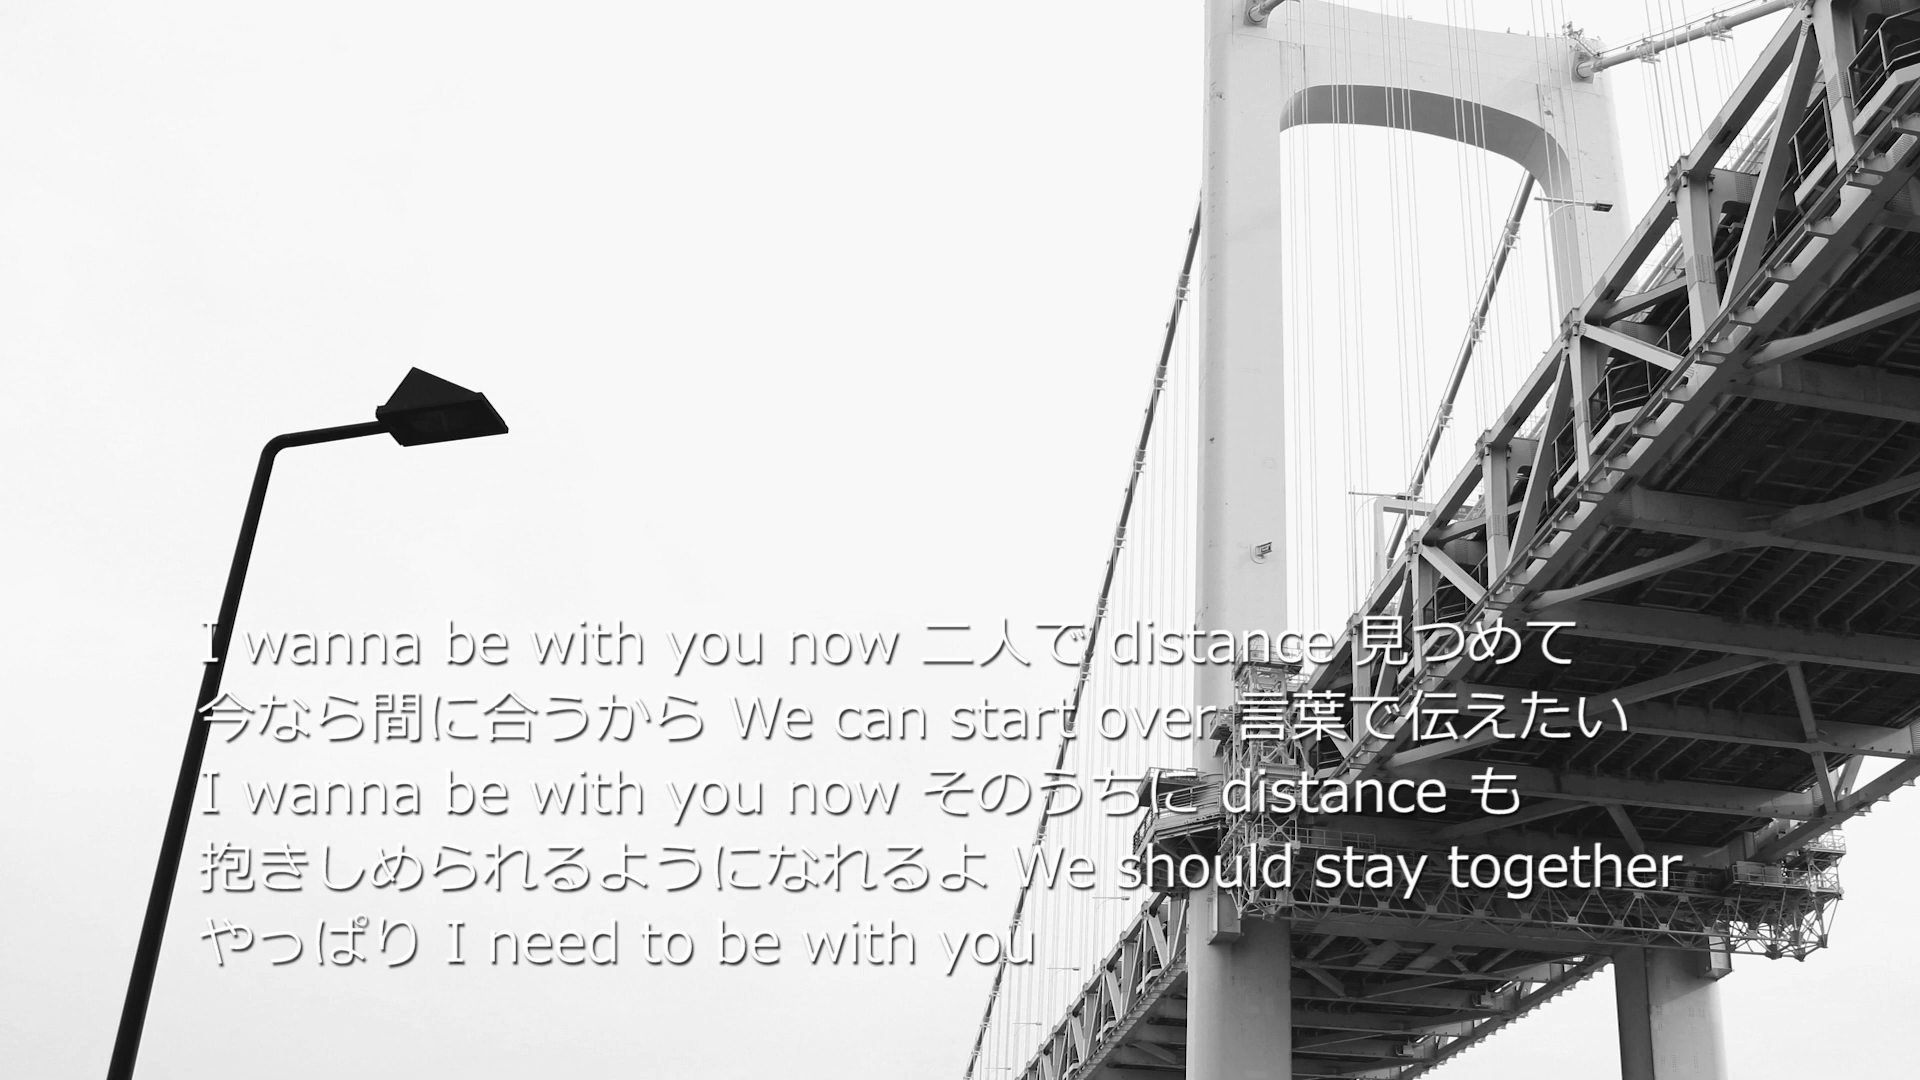 I wanna be with you now 二人で distance 見つめて
今なら間に合うから We can start over 言葉で伝えたい
I wanna be with you now そのうちに distance も
抱きしめられるようになれるよ We should stay together
やっぱり I need to be with you